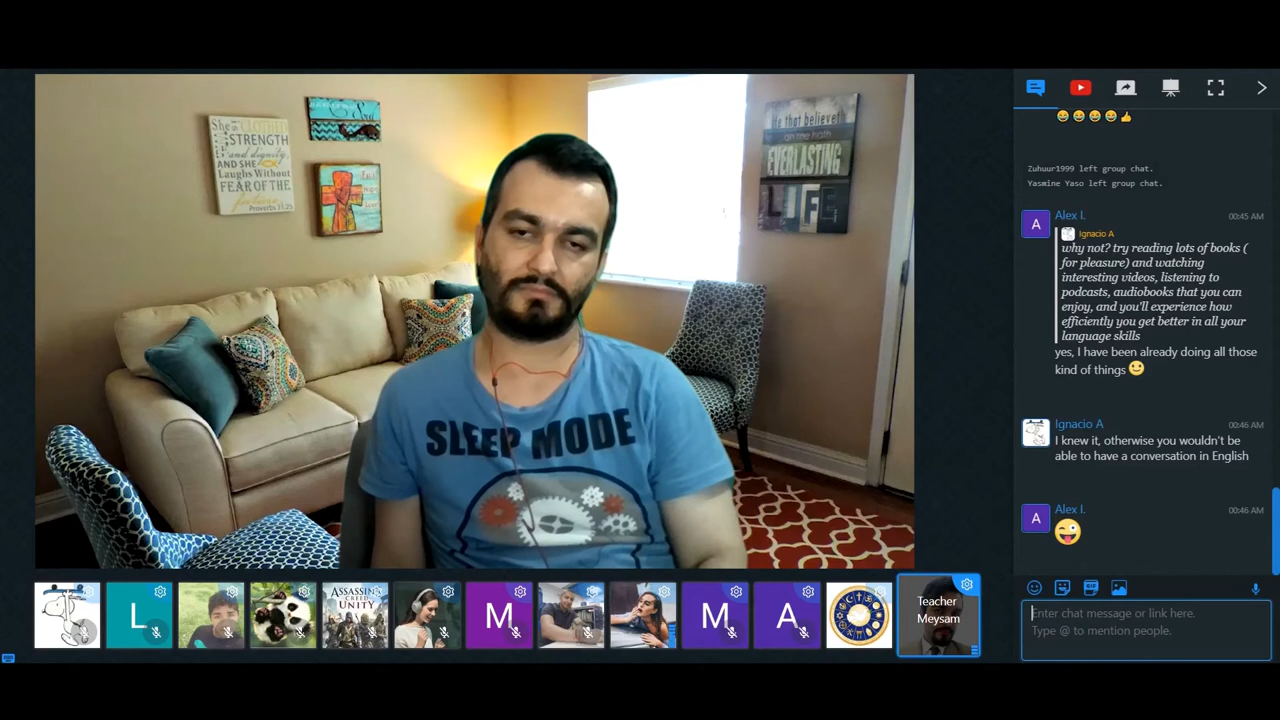 She is clothed
in STRENGTH
and dignity,
AND SHE
Laughs Without
FEAR OF THE
future
Proverbs 31:25
Soul
He that believeth
on me hath
EVERLASTING
LIFE
SLEEP MODE
Zuhuur1999 left group chat.
Yasmine Yaso left group chat.
A
Alex I.
00:45 AM
Ignacio A
why not? try reading lots of books (
for pleasure) and watching
interesting videos, listening to
podcasts, audiobooks that you can
enjoy, and you'll experience how
efficiently you get better in all your
language skills
yes, I have been already doing all those
kind of things
Ignacio A
00:46 AM
I knew it, otherwise you wouldn't be
able to have a conversation in English
A
Alex I.
00:46 AM
GIF
Enter chat message or link here.
Type @ to mention people.
L
ASSASSIN'S
CREED
UNITY
M
M
A
Teacher
Meysam